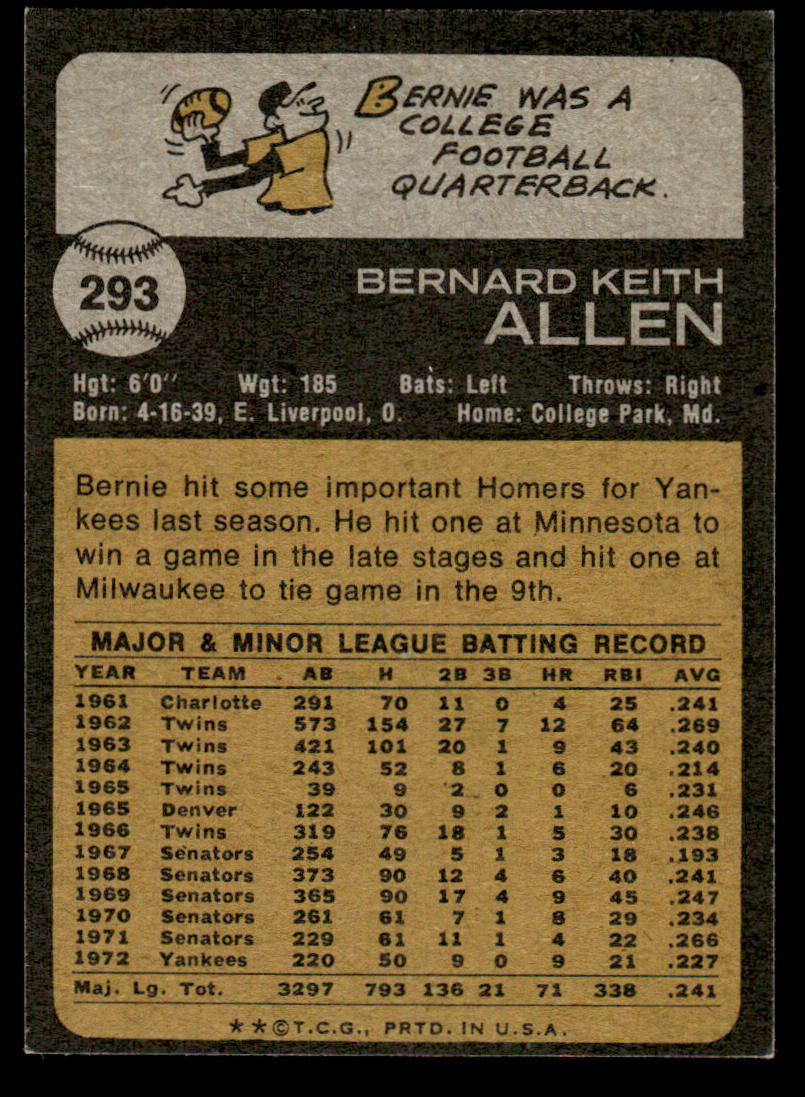 BERNIE WAS A
COLLEGE
FOOTBALL
QUARTERBACK.
293
BERNARD KEITH
ALLEN
Hgt: 6'0'' Wgt: 185 Bats: Left Throws: Right
Born: 4-16-39, E. Liverpool, O. Home: College Park, Md.
Bernie hit some important Homers for Yan-
kees last season. He hit one at Minnesota to
win a game in the late stages and hit one at
Milwaukee to tie game in the 9th.
MAJOR & MINOR LEAGUE BATTING RECORD
YEAR TEAM AB H 2B 3B HR RBI AVG
1961 Charlotte 291 70 11 0 4 25 .241
1962 Twins 573 154 27 7 12 64 .269
1963 Twins 421 101 20 1 9 43 .240
1964 Twins 243 52 8 1 6 20 .214
1965 Twins 39 9 2 0 0 6 .231
1965 Denver 122 30 9 2 1 10 .246
1966 Twins 319 76 18 1 5 30 .238
1967 Senators 254 49 5 1 3 18 .193
1968 Senators 373 90 12 4 6 40 .241
1969 Senators 365 90 17 4 9 45 .247
1970 Senators 261 61 7 1 8 29 .234
1971 Senators 229 61 11 1 4 22 .266
1972 Yankees 220 50 9 0 9 21 .227
Maj. Lg. Tot. 3297 793 136 21 71 338 .241
**©T.C.G., PRTD. IN U.S.A.